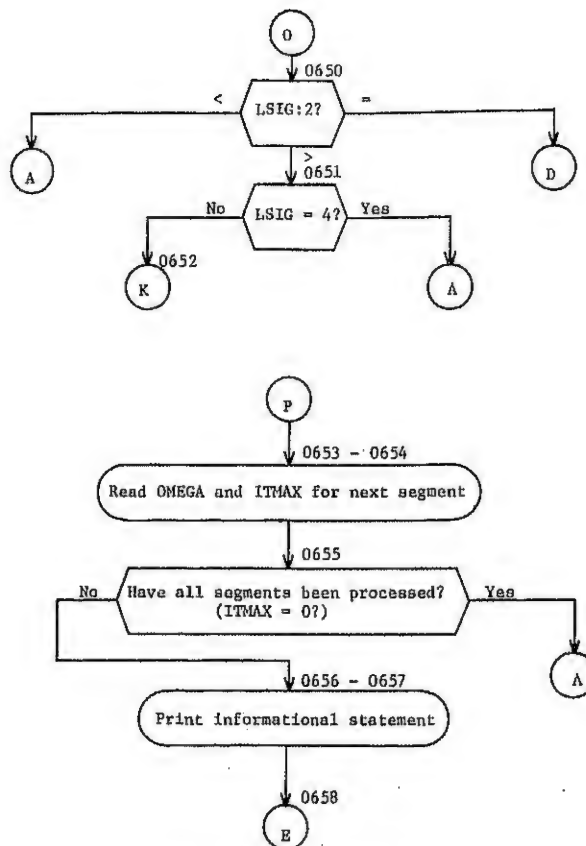 O
0650
< LSIG:2? =
A
>
0651
D
No LSIG = 4? Yes
0652
K
A
P
0653 - 0654
Read OMEGA and ITMAX for next segment
0655
No Have all segments been processed? Yes
(ITMAX = 0?)
0656 - 0657
A
Print informational statement
0658
E